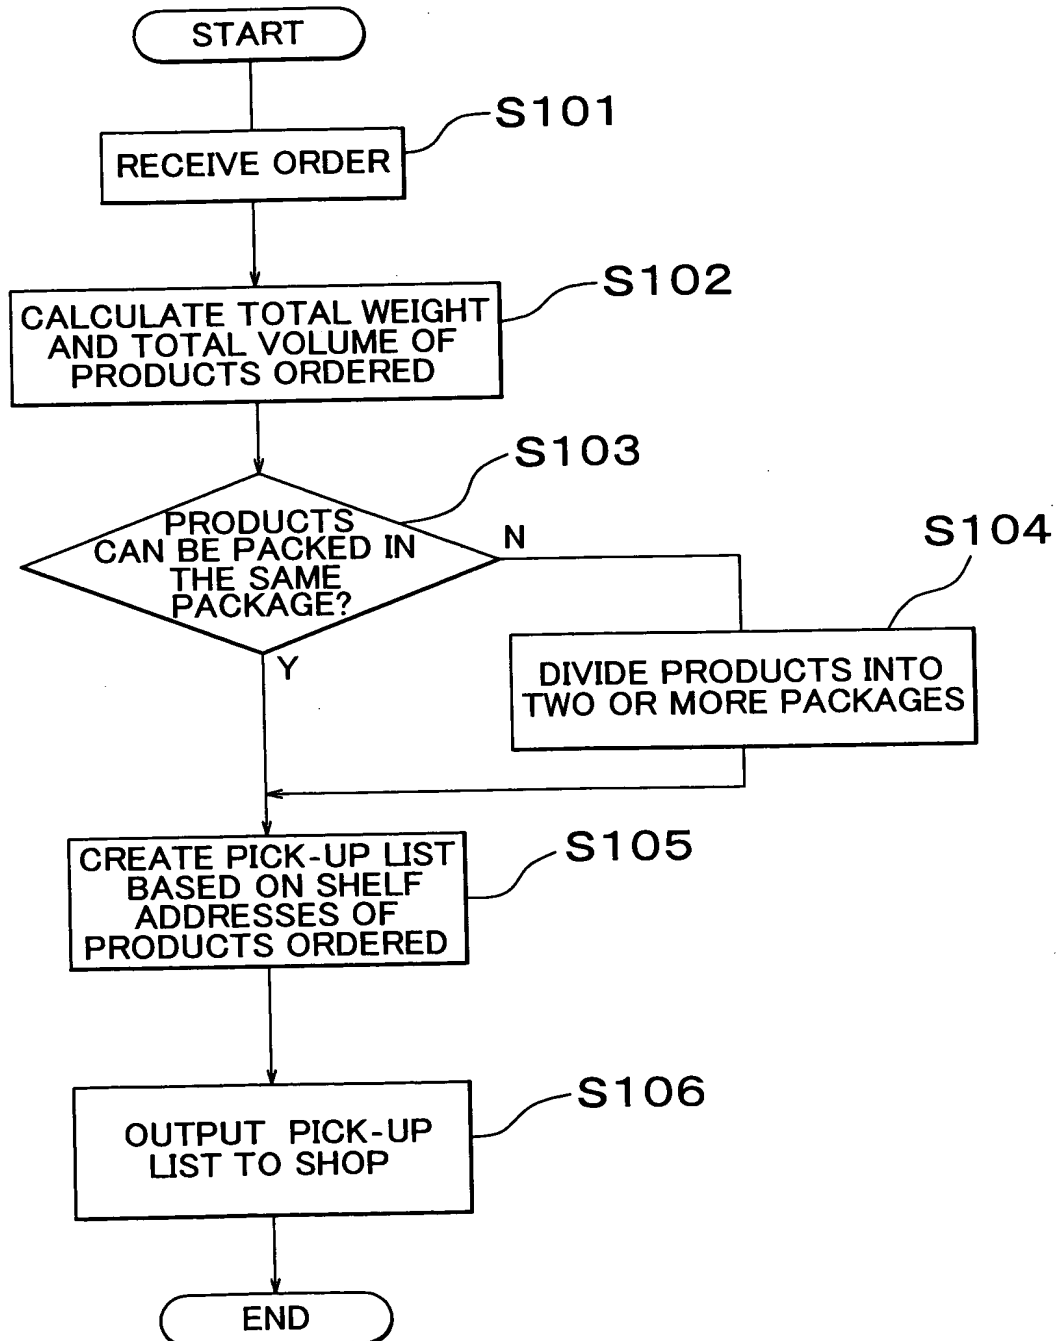 START
S101
RECEIVE ORDER
S102
CALCULATE TOTAL WEIGHT
AND TOTAL VOLUME OF
PRODUCTS ORDERED
S103
PRODUCTS
CAN BE PACKED IN
THE SAME
PACKAGE?
N
S104
Y
DIVIDE PRODUCTS INTO
TWO OR MORE PACKAGES
S105
CREATE PICK-UP LIST
BASED ON SHELF
ADDRESSES OF
PRODUCTS ORDERED
S106
OUTPUT PICK-UP
LIST TO SHOP
END